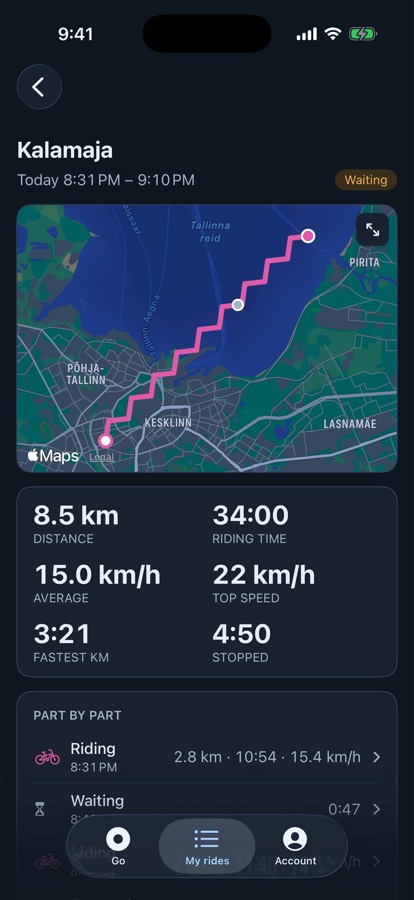 9:41
Kalamaja
Today 8:31 PM – 9:10 PM
Waiting
Tallinna
reid
PIRITA
Tallinn-Aegna
PÕHJA-
TALLINN
KESKLINN
LASNAMÄE
Maps
Legal
8.5 km
34:00
DISTANCE
RIDING TIME
15.0 km/h
22 km/h
AVERAGE
TOP SPEED
3:21
4:50
FASTEST KM
STOPPED
PART BY PART
Riding
2.8 km · 10:54 · 15.4 km/h
8:31 PM
Waiting
0:47
Go
My rides
Account